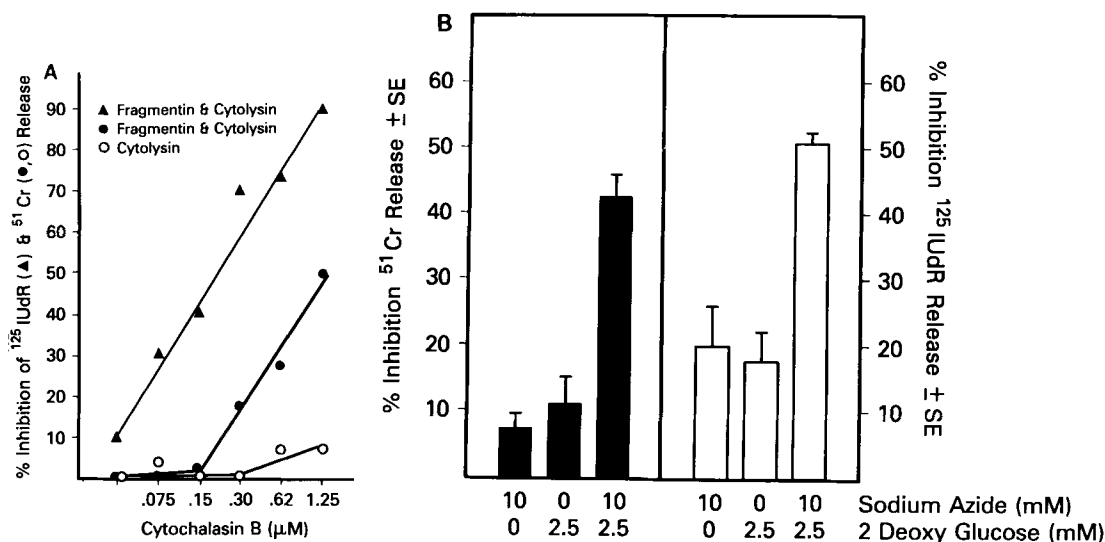 A
% Inhibition of ¹²⁵IUdR (▲) & ⁵¹Cr (●,○) Release
90
80
70
60
50
40
30
20
10
▲ Fragmentin & Cytolysin
● Fragmentin & Cytolysin
○ Cytolysin
.075 .15 .30 .62 1.25
Cytochalasin B (μM)
B
% Inhibition ⁵¹Cr Release ± SE
60
50
40
30
20
10
60
50
40
30
20
10
% Inhibition ¹²⁵IUdR Release ± SE
10 0 10 10 0 10 Sodium Azide (mM)
0 2.5 2.5 0 2.5 2.5 2 Deoxy Glucose (mM)